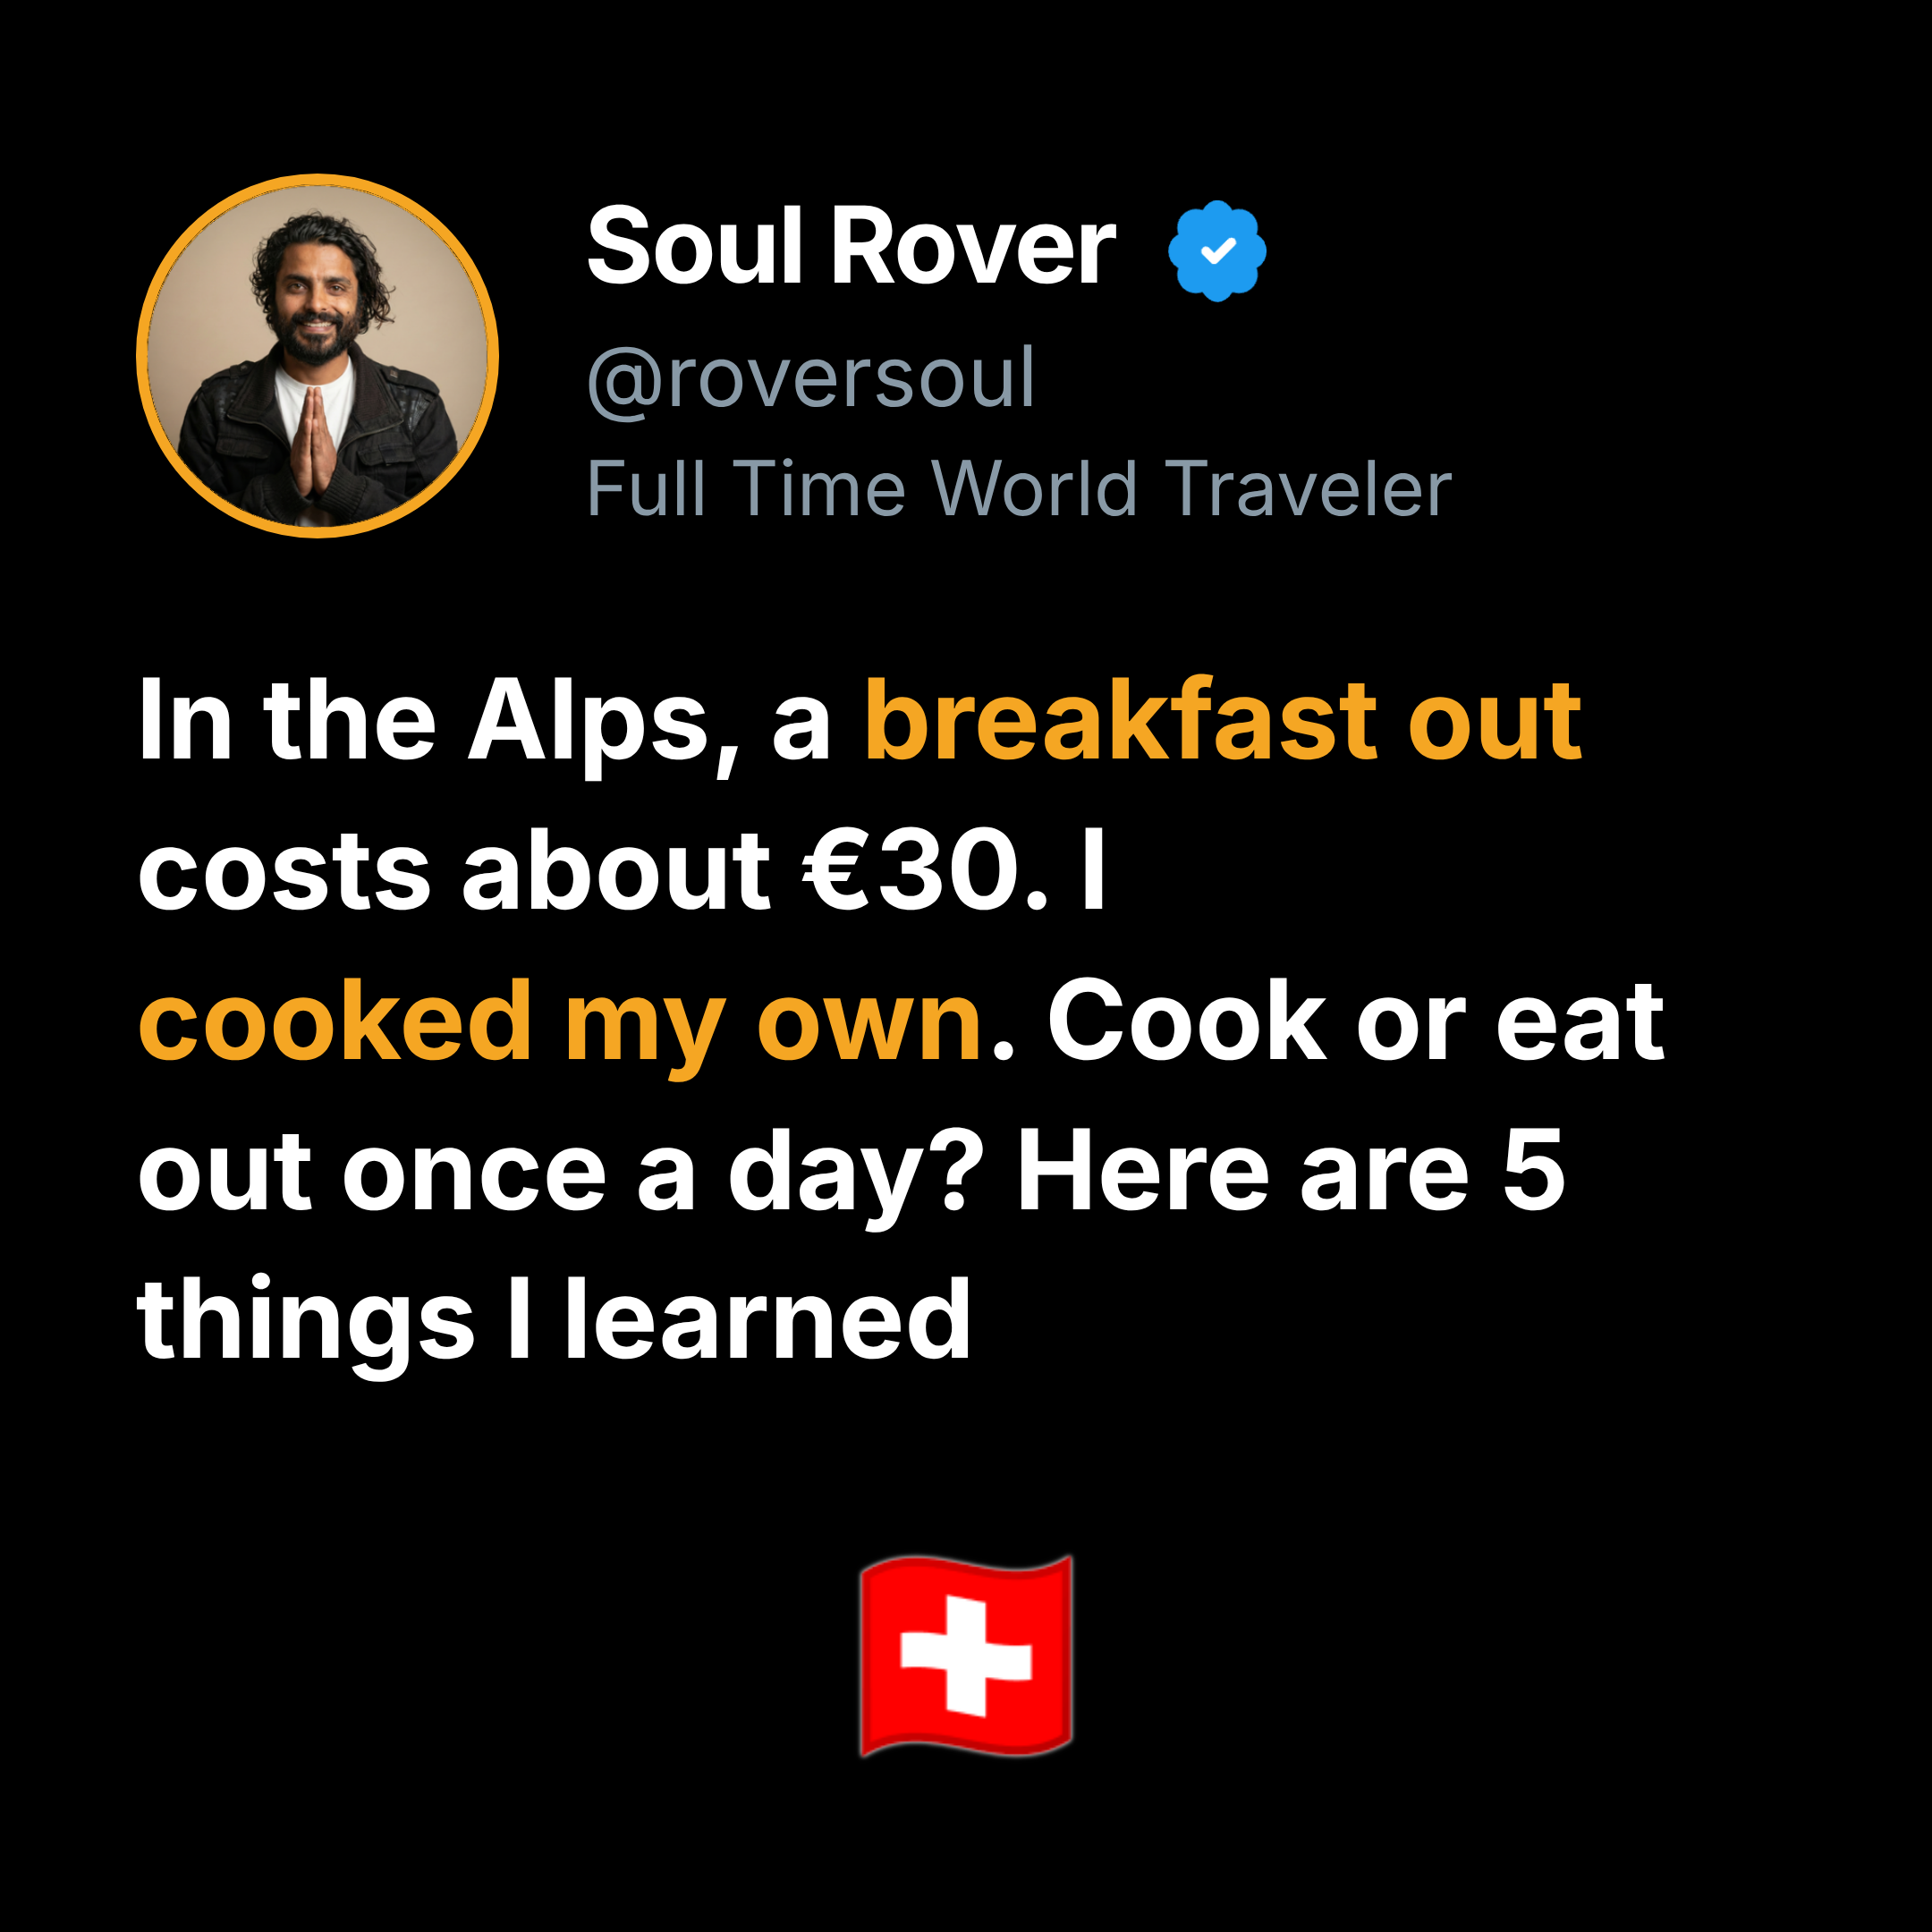 Soul Rover
@roversoul
Full Time World Traveler
In the Alps, a breakfast out
costs about €30. I
cooked my own. Cook or eat
out once a day? Here are 5
things I learned